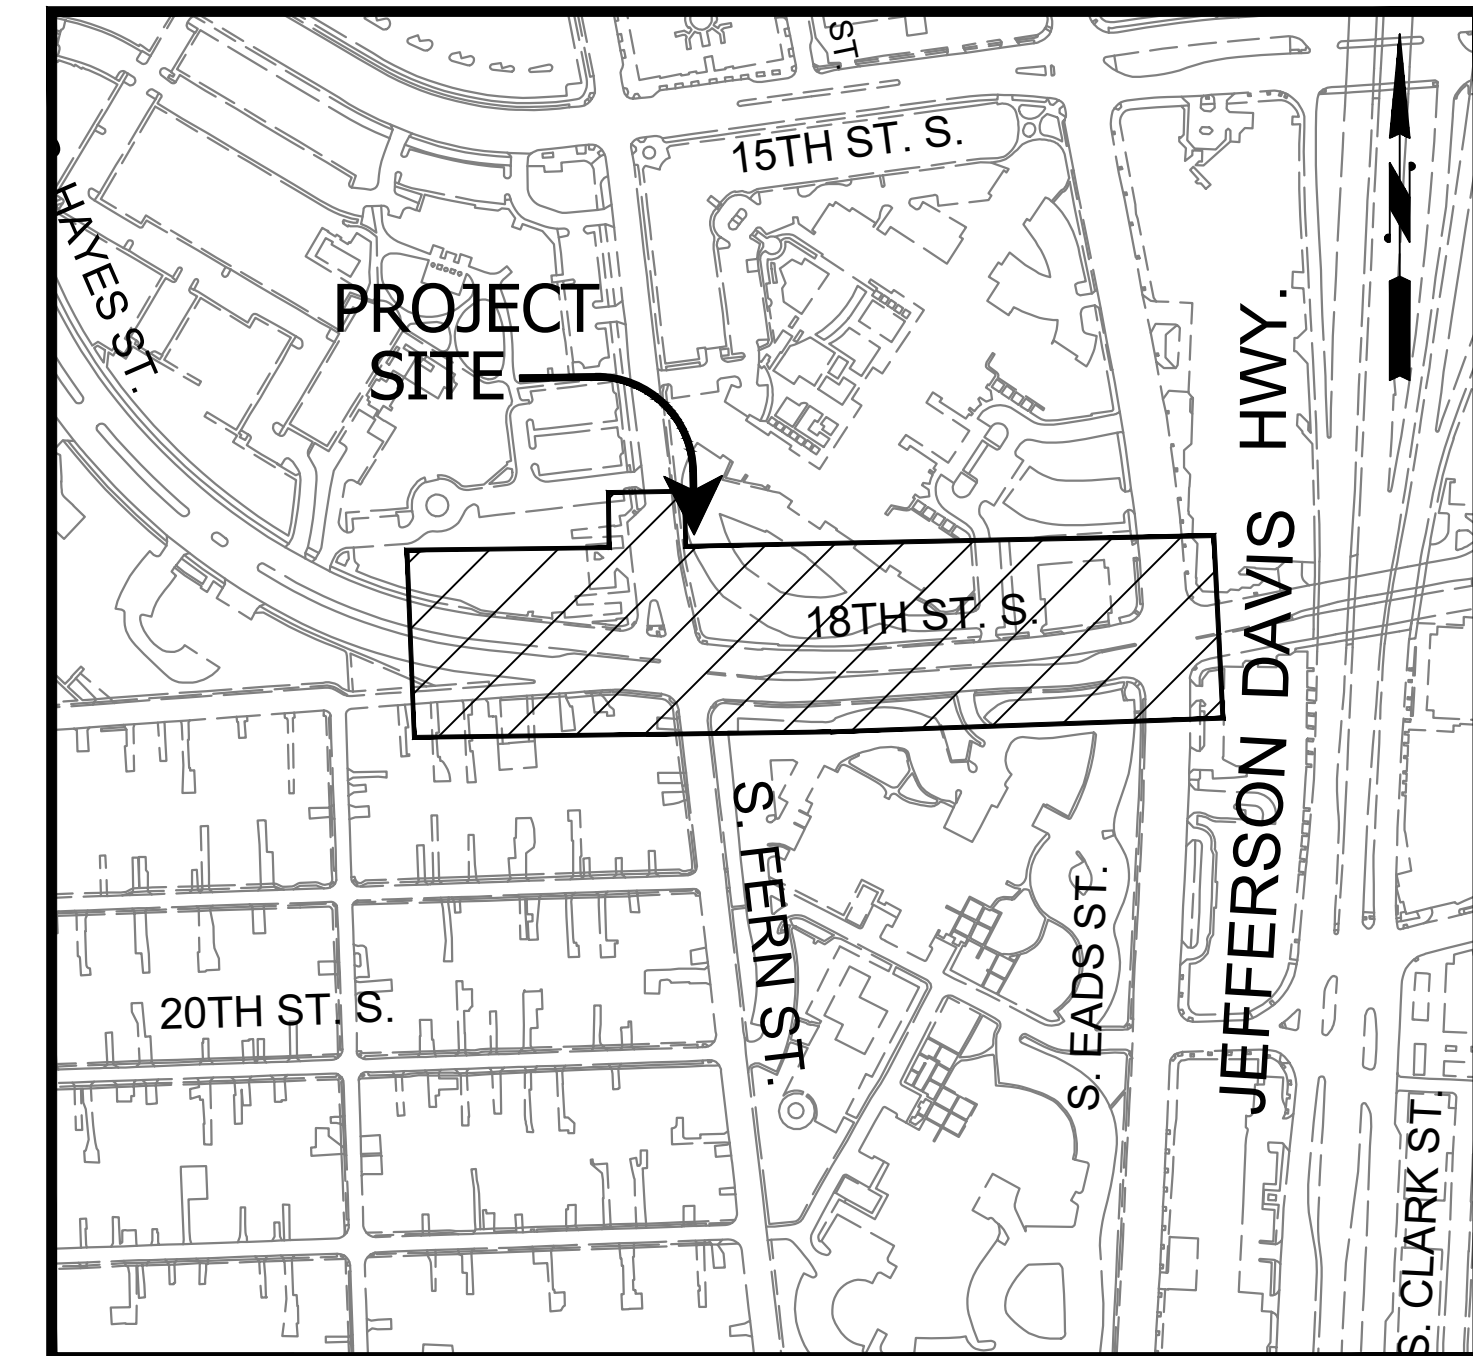 ST.
15TH ST. S.
HAYES ST.
PROJECT
SITE
JEFFERSON DAVIS HWY.
18TH ST. S.
S. FERN ST.
S. EADS ST.
20TH ST. S.
S. CLARK ST.
N